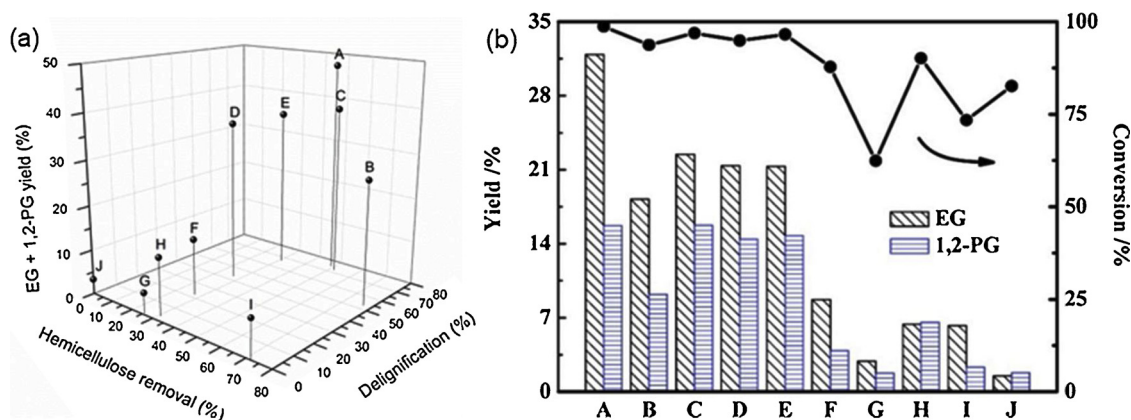 (a)
50
40
30
20
10
0
EG + 1,2-PG yield (%)
A
C
E
D
B
F
H
J
G
I
0
10
20
30
40
50
60
70
80
Hemicellulose removal (%)
0
10
20
30
40
50
60
70
80
Delignification (%)
(b)
35
28
21
14
7
0
Yield /%
100
75
50
25
0
Conversion /%
EG
1,2-PG
A B C D E F G H I J